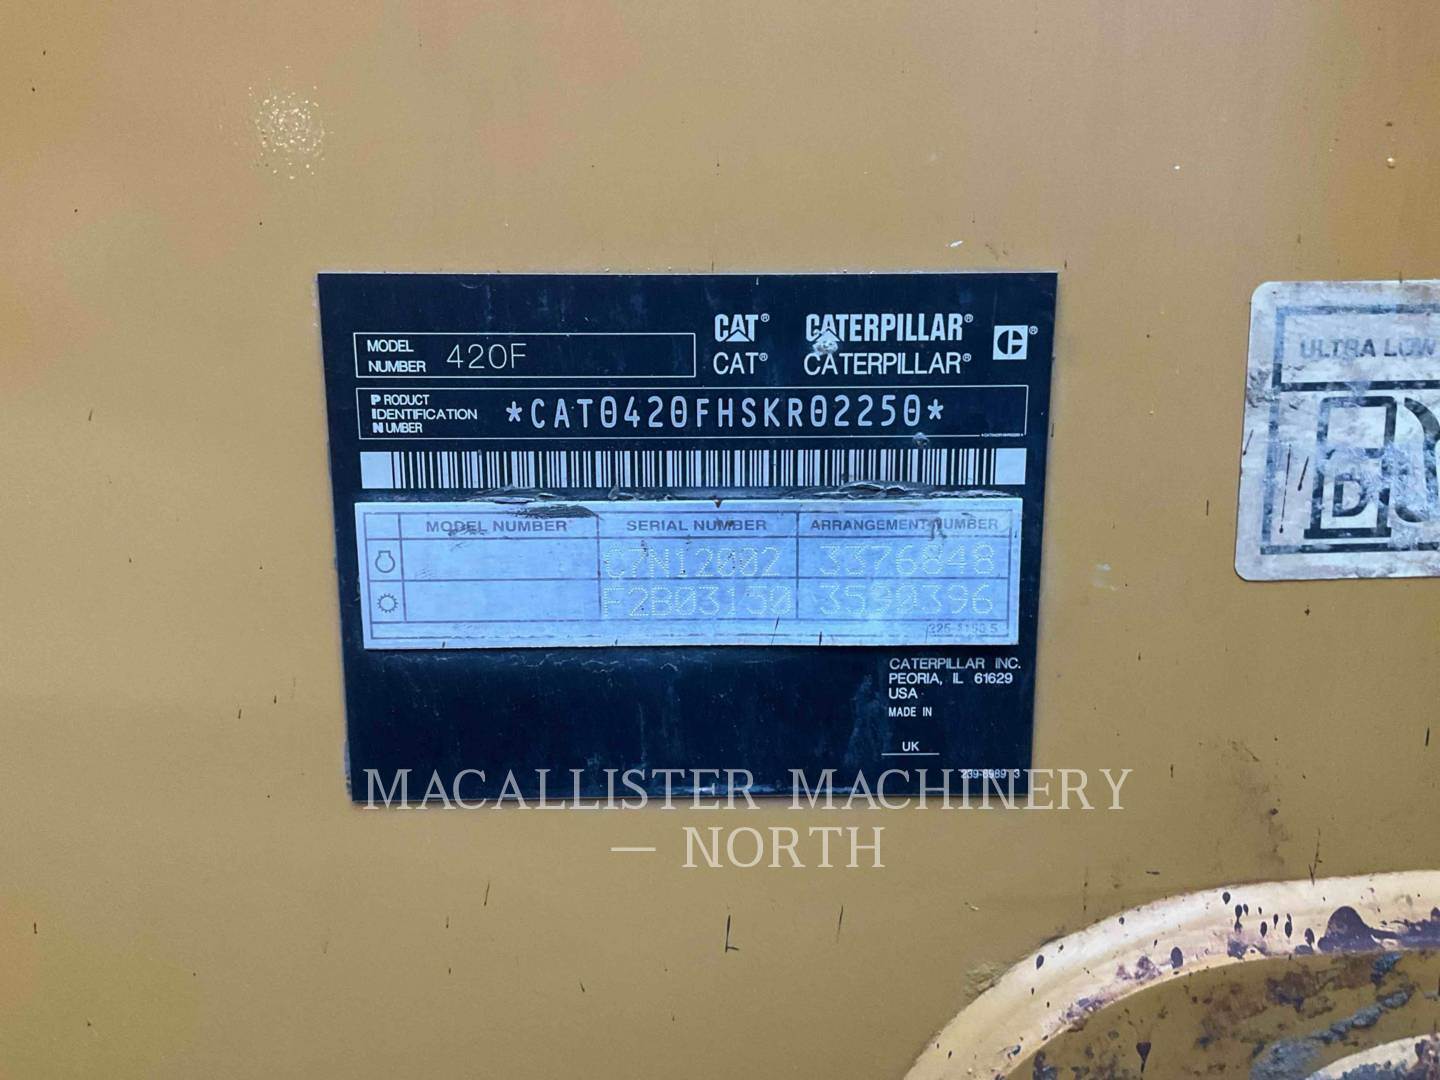 CAT® CATERPILLAR®
CAT® CATERPILLAR®
MODEL NUMBER 420F
PRODUCT IDENTIFICATION NUMBER *CAT0420FHSKR02250*
MODEL NUMBER SERIAL NUMBER ARRANGEMENT NUMBER
C7N12002 3376848
F2B03150 3590396
CATERPILLAR INC.
PEORIA, IL 61629
USA
MADE IN
UK
ULTRA LOW
D
MACALLISTER MACHINERY
— NORTH